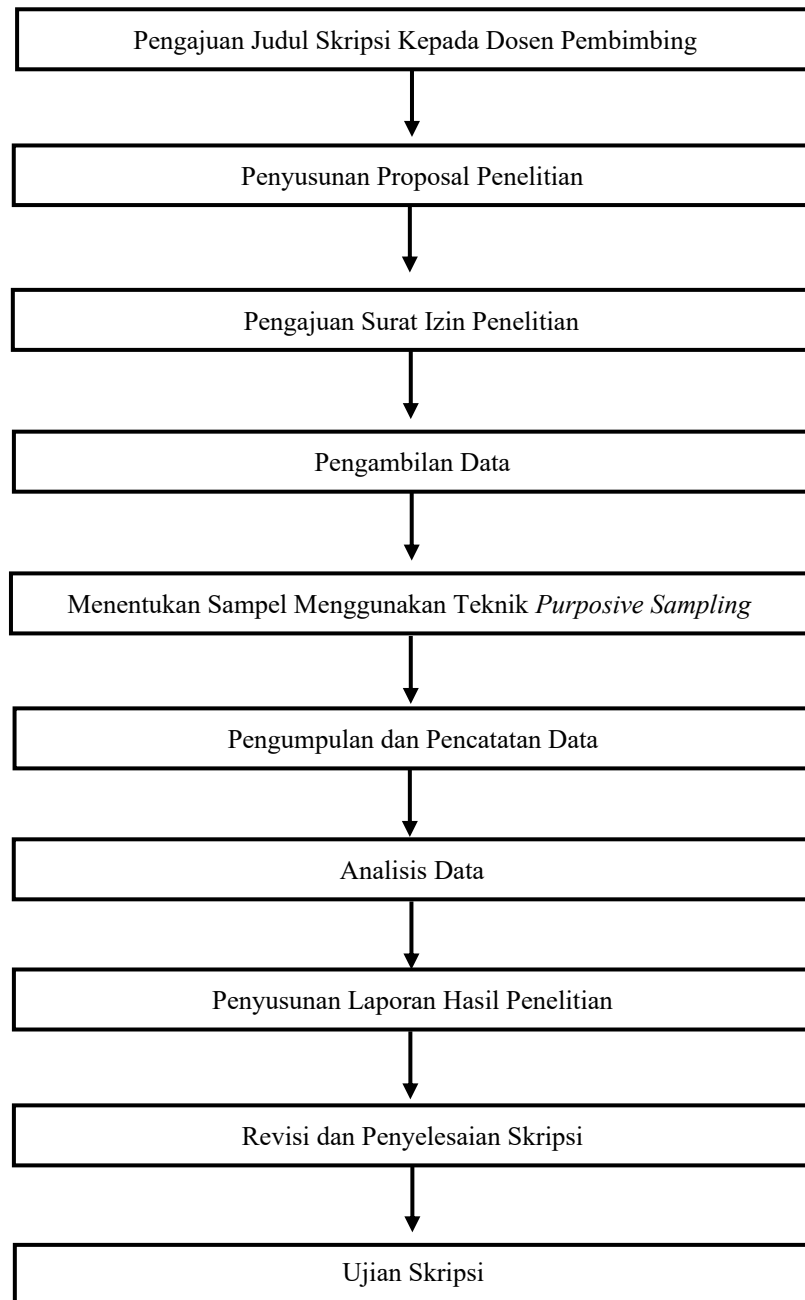 Pengajuan Judul Skripsi Kepada Dosen Pembimbing
Penyusunan Proposal Penelitian
Pengajuan Surat Izin Penelitian
Pengambilan Data
Menentukan Sampel Menggunakan Teknik Purposive Sampling
Pengumpulan dan Pencatatan Data
Analisis Data
Penyusunan Laporan Hasil Penelitian
Revisi dan Penyelesaian Skripsi
Ujian Skripsi